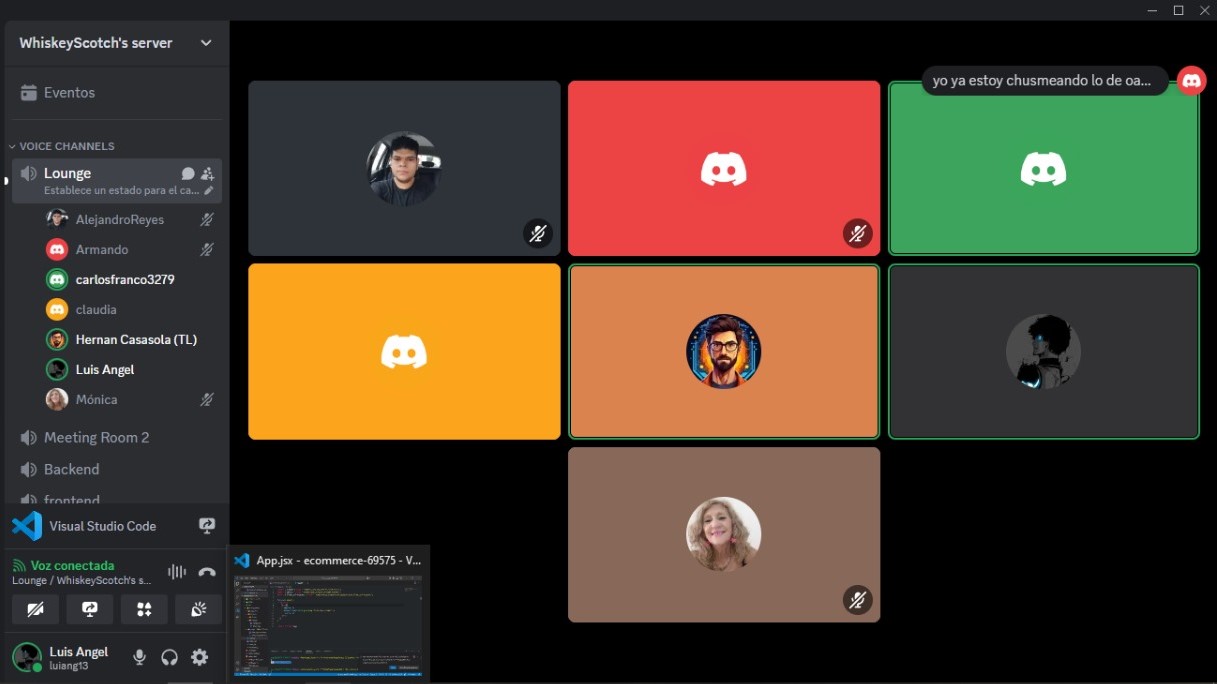 WhiskeyScotch's server
Eventos
VOICE CHANNELS
Lounge
Establece un estado para el ca...
AlejandroReyes
Armando
carlosfranco3279
claudia
Hernan Casasola (TL)
Luis Angel
Mónica
Meeting Room 2
Backend
frontend
Visual Studio Code
Voz conectada
Lounge / WhiskeyScotch's s...
Luis Angel
luiang13
yo ya estoy chusmeando lo de oa...
App.jsx - ecommerce-69575 - V...